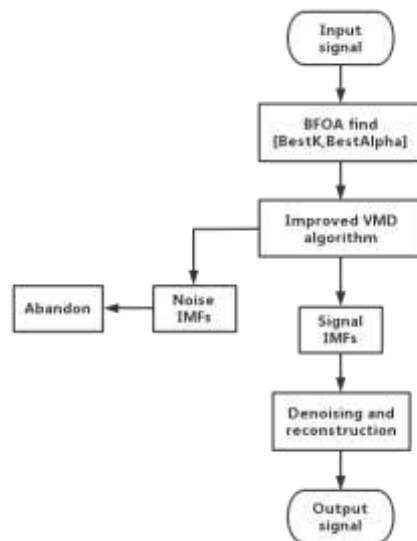 Input
signal
BFOA find
[BestK,BestAlpha]
Improved VMD
algorithm
Abandon
Noise
IMFs
Signal
IMFs
Denoising and
reconstruction
Output
signal